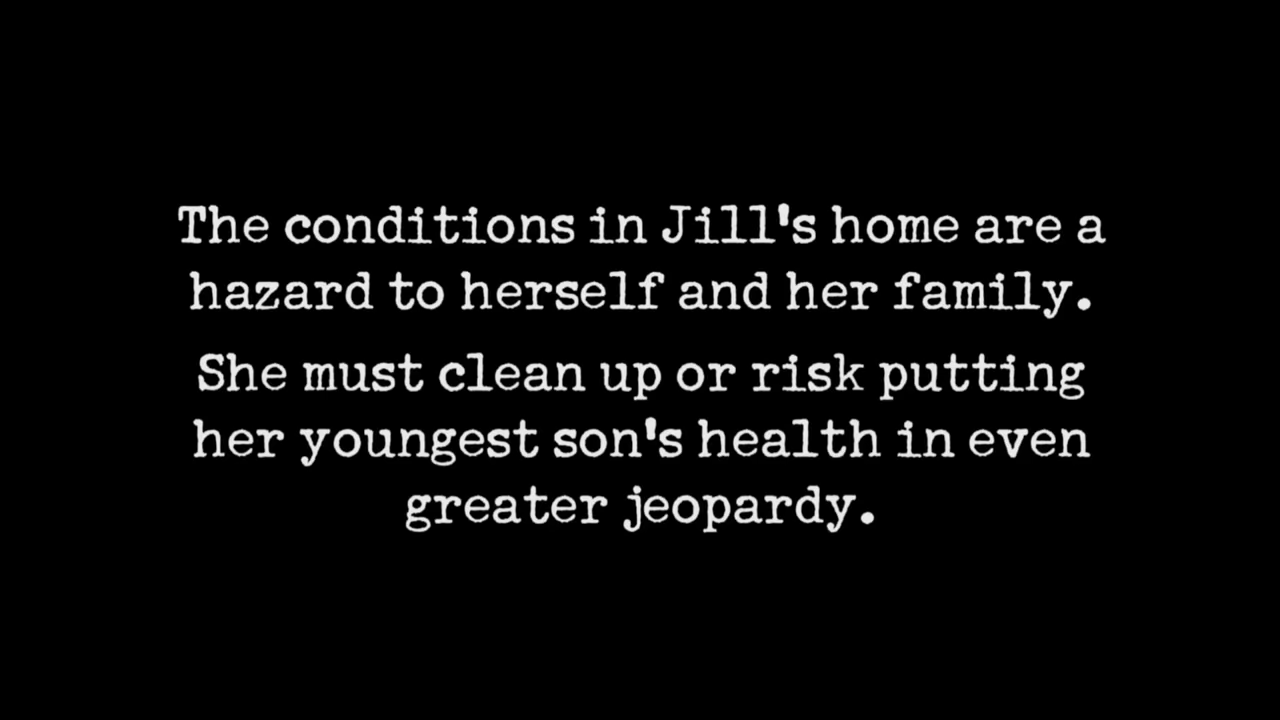 The conditions in Jill's home are a
hazard to herself and her family.
She must clean up or risk putting
her youngest son's health in even
greater jeopardy.